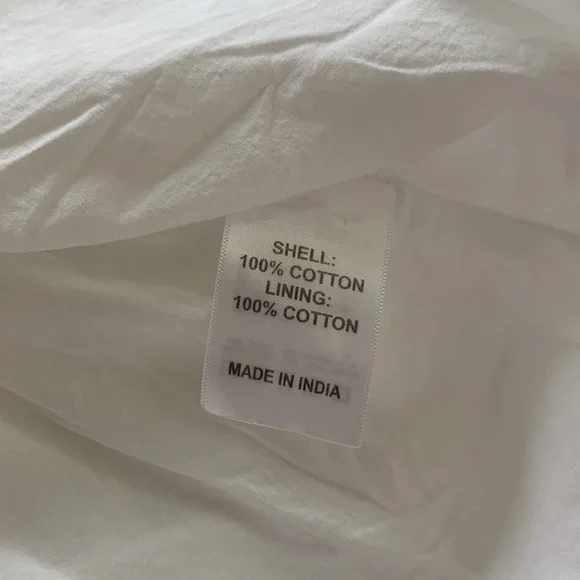 SHELL:
100% COTTON
LINING:
100% COTTON
MADE IN INDIA